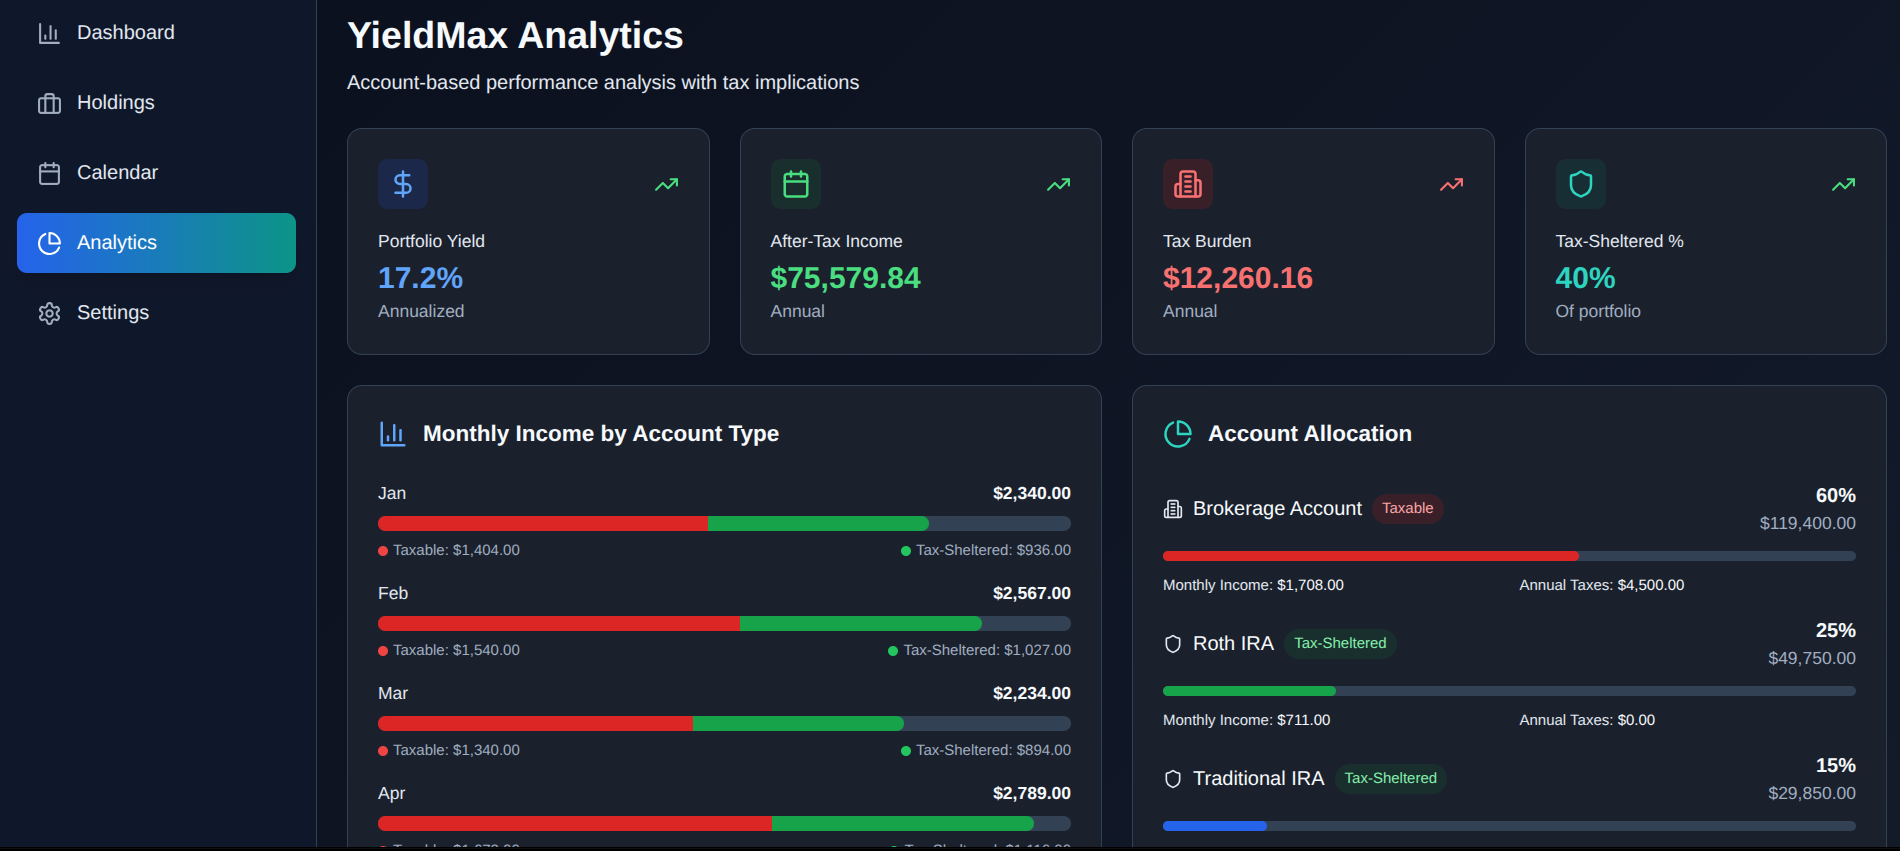 Dashboard
Holdings
Calendar
Analytics
Settings
YieldMax Analytics
Account-based performance analysis with tax implications
Portfolio Yield
17.2%
Annualized
After-Tax Income
$75,579.84
Annual
Tax Burden
$12,260.16
Annual
Tax-Sheltered %
40%
Of portfolio
Monthly Income by Account Type
Jan $2,340.00
Taxable: $1,404.00 Tax-Sheltered: $936.00
Feb $2,567.00
Taxable: $1,540.00 Tax-Sheltered: $1,027.00
Mar $2,234.00
Taxable: $1,340.00 Tax-Sheltered: $894.00
Apr $2,789.00
Account Allocation
Brokerage Account Taxable 60%
$119,400.00
Monthly Income: $1,708.00 Annual Taxes: $4,500.00
Roth IRA Tax-Sheltered 25%
$49,750.00
Monthly Income: $711.00 Annual Taxes: $0.00
Traditional IRA Tax-Sheltered 15%
$29,850.00